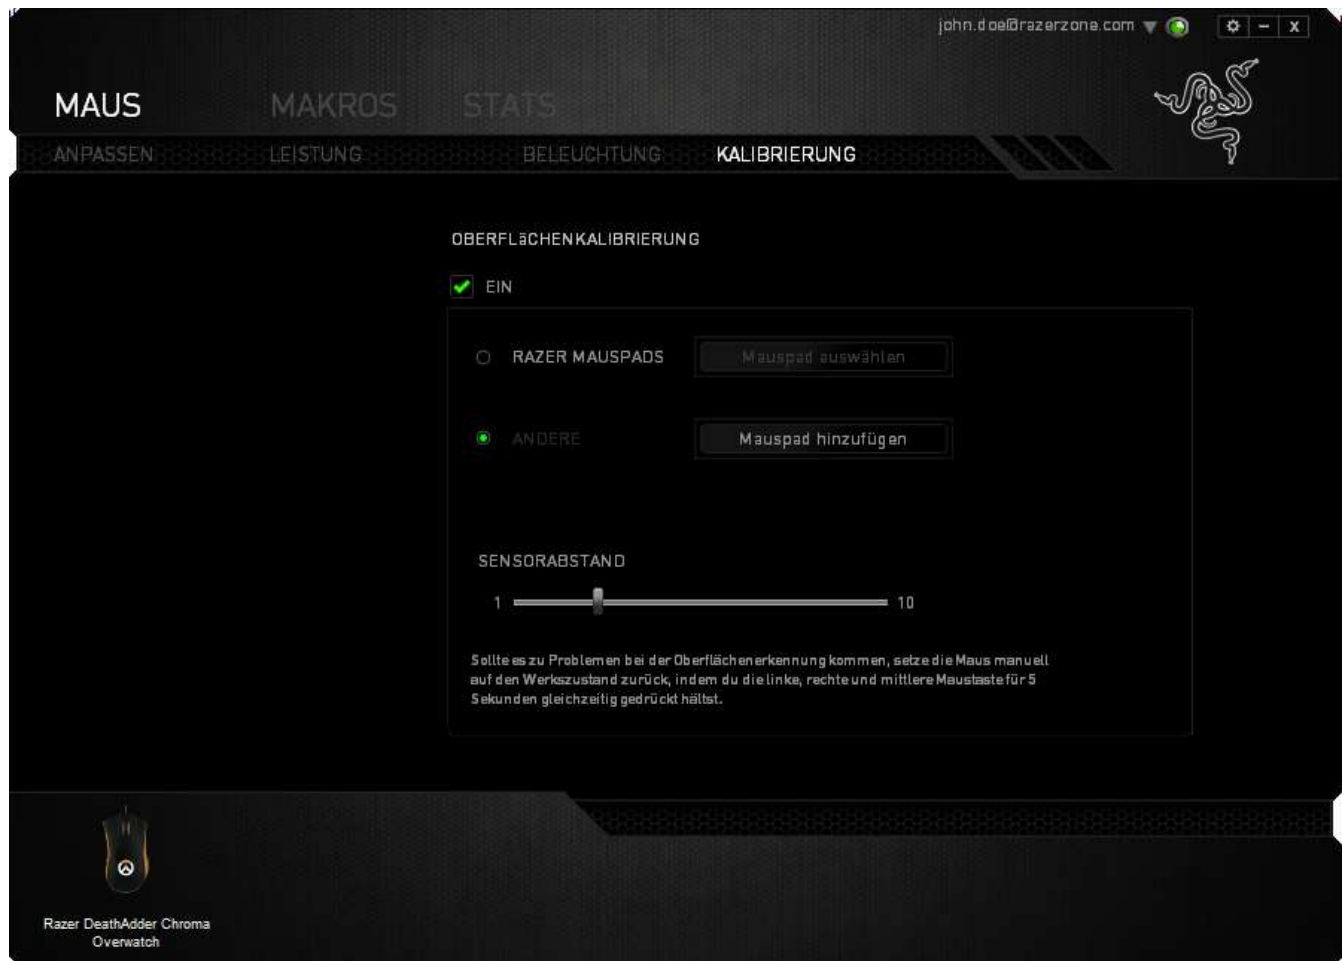 john.doe@razerzone.com
X
MAUS MAKROS STATS
ANPASSEN LEISTUNG BELEUCHTUNG KALIBRIERUNG
OBERFLäCHENKALIBRIERUNG
EIN
RAZER MAUSPADS Mauspad auswählen
ANDERE Mauspad hinzufügen
SENSORABSTAND
1 10
Sollte es zu Problemen bei der Oberflächenerkennung kommen, setze die Maus manuell
auf den Werkszustand zurück, indem du die linke, rechte und mittlere Maustaste für 5
Sekunden gleichzeitig gedrückt hältst.
Razer DeathAdder Chroma
Overwatch